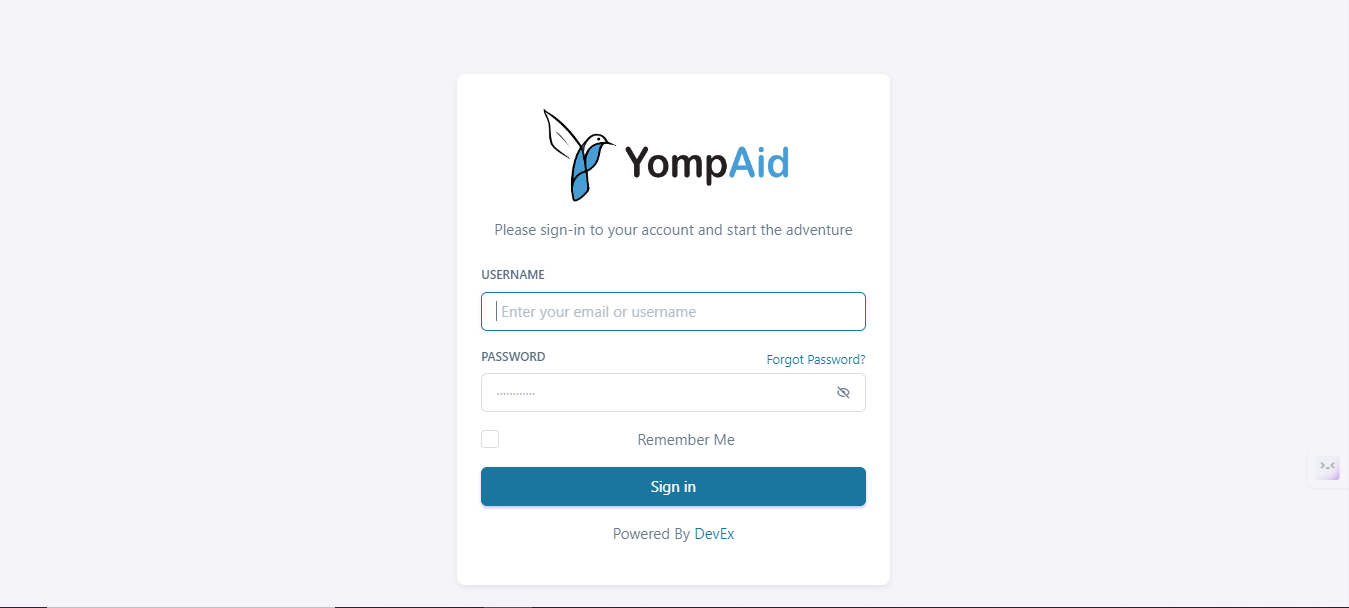 YompAid
Please sign-in to your account and start the adventure
USERNAME
Enter your email or username
PASSWORD
Forgot Password?
············
Remember Me
Sign in
Powered By DevEx